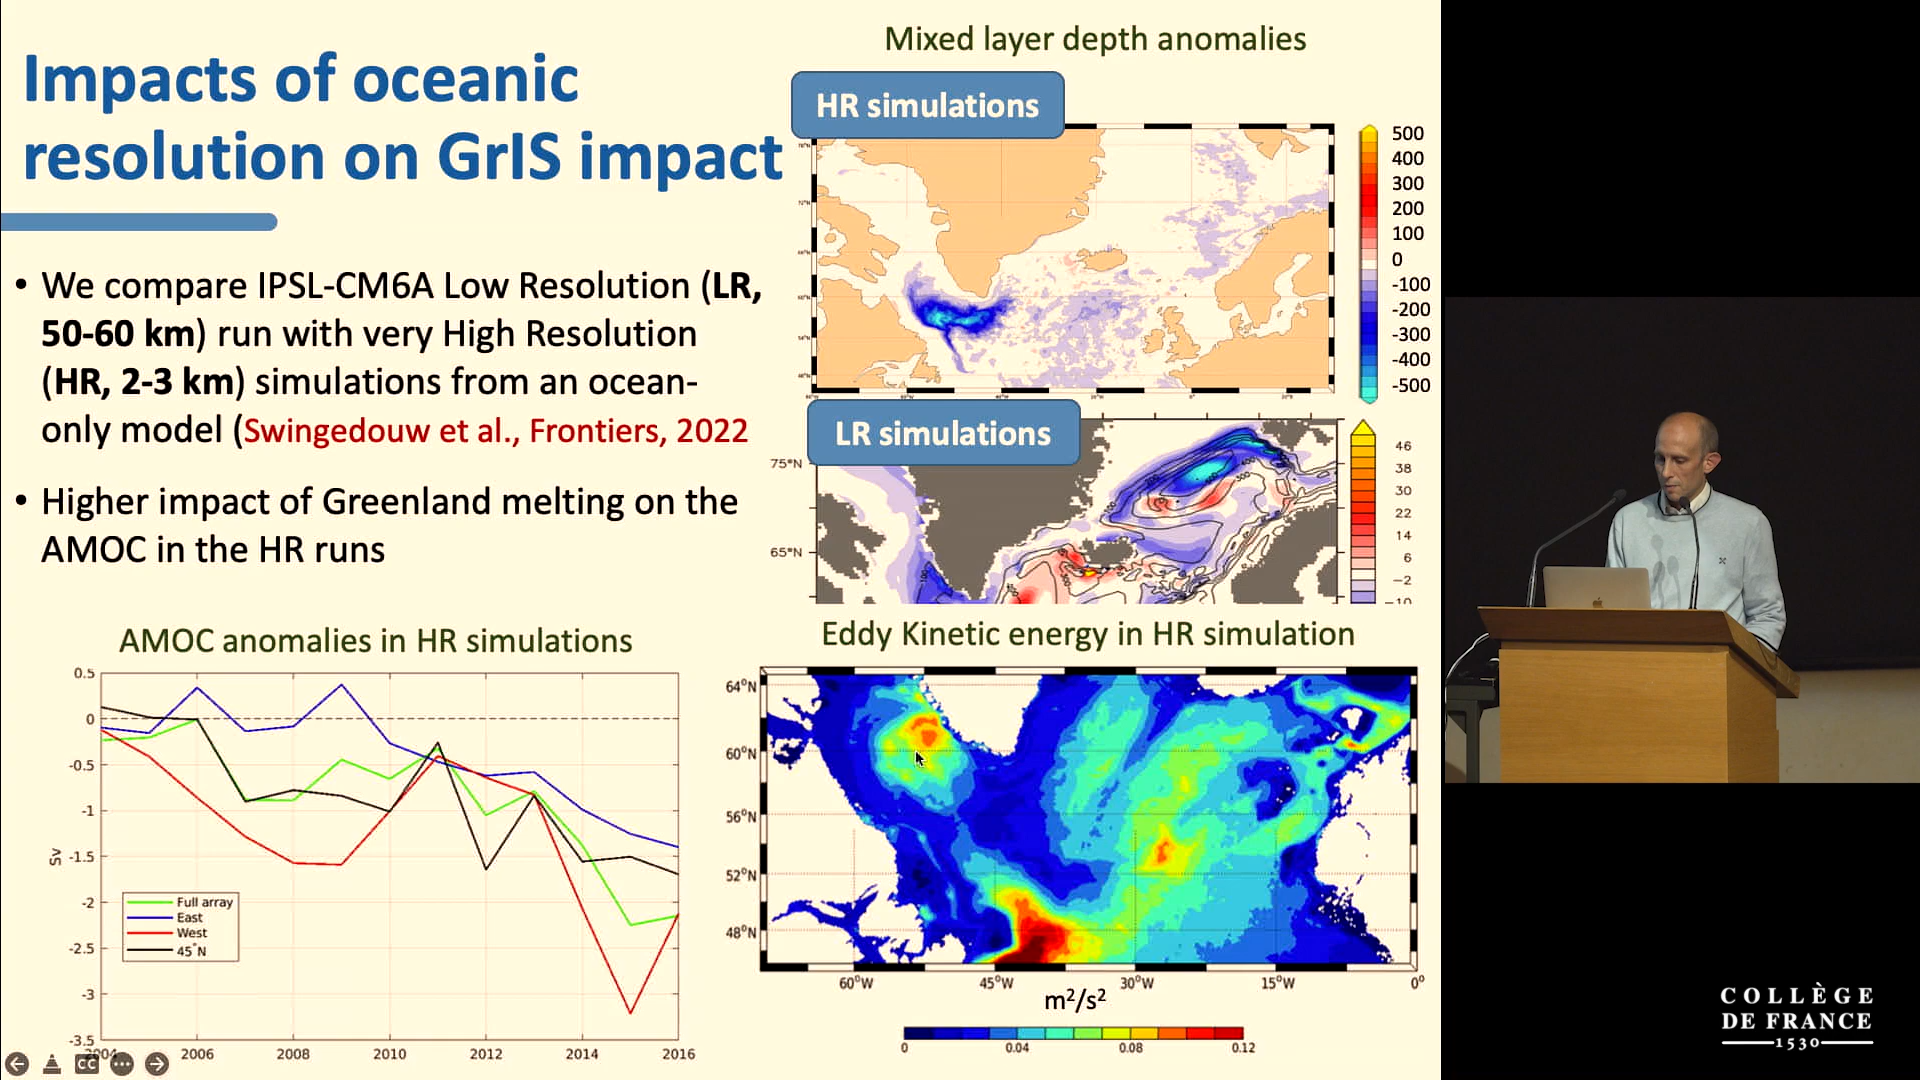 Impacts of oceanic
resolution on GrIS impact
• We compare IPSL-CM6A Low Resolution (LR,
50-60 km) run with very High Resolution
(HR, 2-3 km) simulations from an ocean-
only model (Swingedouw et al., Frontiers, 2022
• Higher impact of Greenland melting on the
AMOC in the HR runs
Mixed layer depth anomalies
HR simulations
500
400
300
200
100
0
-100
-200
-300
-400
-500
LR simulations
75°N
65°N
46
38
30
22
14
6
−2
−10
AMOC anomalies in HR simulations
0.5
0
-0.5
-1
-1.5
-2
-2.5
-3
-3.5
Sv
Full array
East
West
45°N
2004 2006 2008 2010 2012 2014 2016
CC
Eddy Kinetic energy in HR simulation
64°N
60°N
56°N
52°N
48°N
60°W 45°W 30°W 15°W 0°
m²/s²
0 0.04 0.08 0.12
COLLÈGE
DE FRANCE
1530